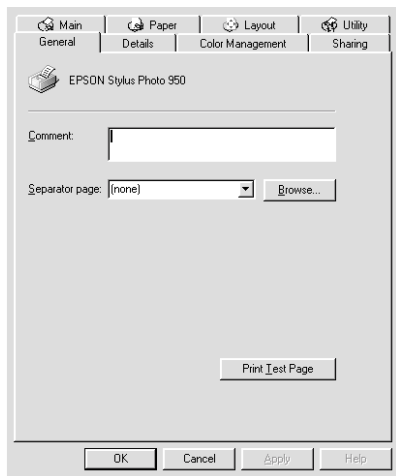 Main Paper Layout Utility
General Details Color Management Sharing
EPSON Stylus Photo 950
Comment:
Separator page: (none) Browse...
Print Test Page
OK Cancel Apply Help